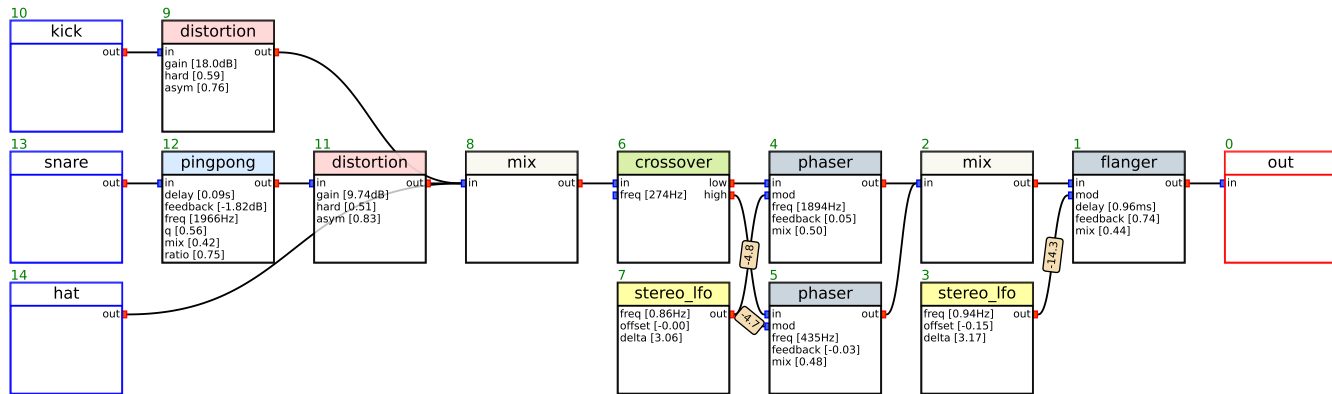 10
kick
out
9
distortion
in out
gain [18.0dB]
hard [0.59]
asym [0.76]
13
snare
out
12
pingpong
in out
delay [0.09s]
feedback [-1.82dB]
freq [1966Hz]
q [0.56]
mix [0.42]
ratio [0.75]
11
distortion
in out
gain [9.74dB]
hard [0.51]
asym [0.83]
8
mix
in out
6
crossover
in low
freq [274Hz] high
4
phaser
in out
mod
freq [1894Hz]
feedback [0.05]
mix [0.50]
2
mix
in out
1
flanger
in out
mod
delay [0.96ms]
feedback [0.74]
mix [0.44]
0
out
in
14
hat
out
7
stereo_lfo
freq [0.86Hz] out
offset [-0.00]
delta [3.06]
-4.8
-4.7
5
phaser
in out
mod
freq [435Hz]
feedback [-0.03]
mix [0.48]
3
stereo_lfo
freq [0.94Hz] out
offset [-0.15]
delta [3.17]
-14.3